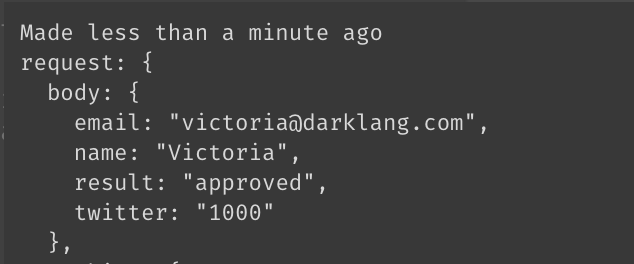 Made less than a minute ago
request: {
body: {
email: "victoria@darklang.com",
name: "Victoria",
result: "approved",
twitter: "1000"
},